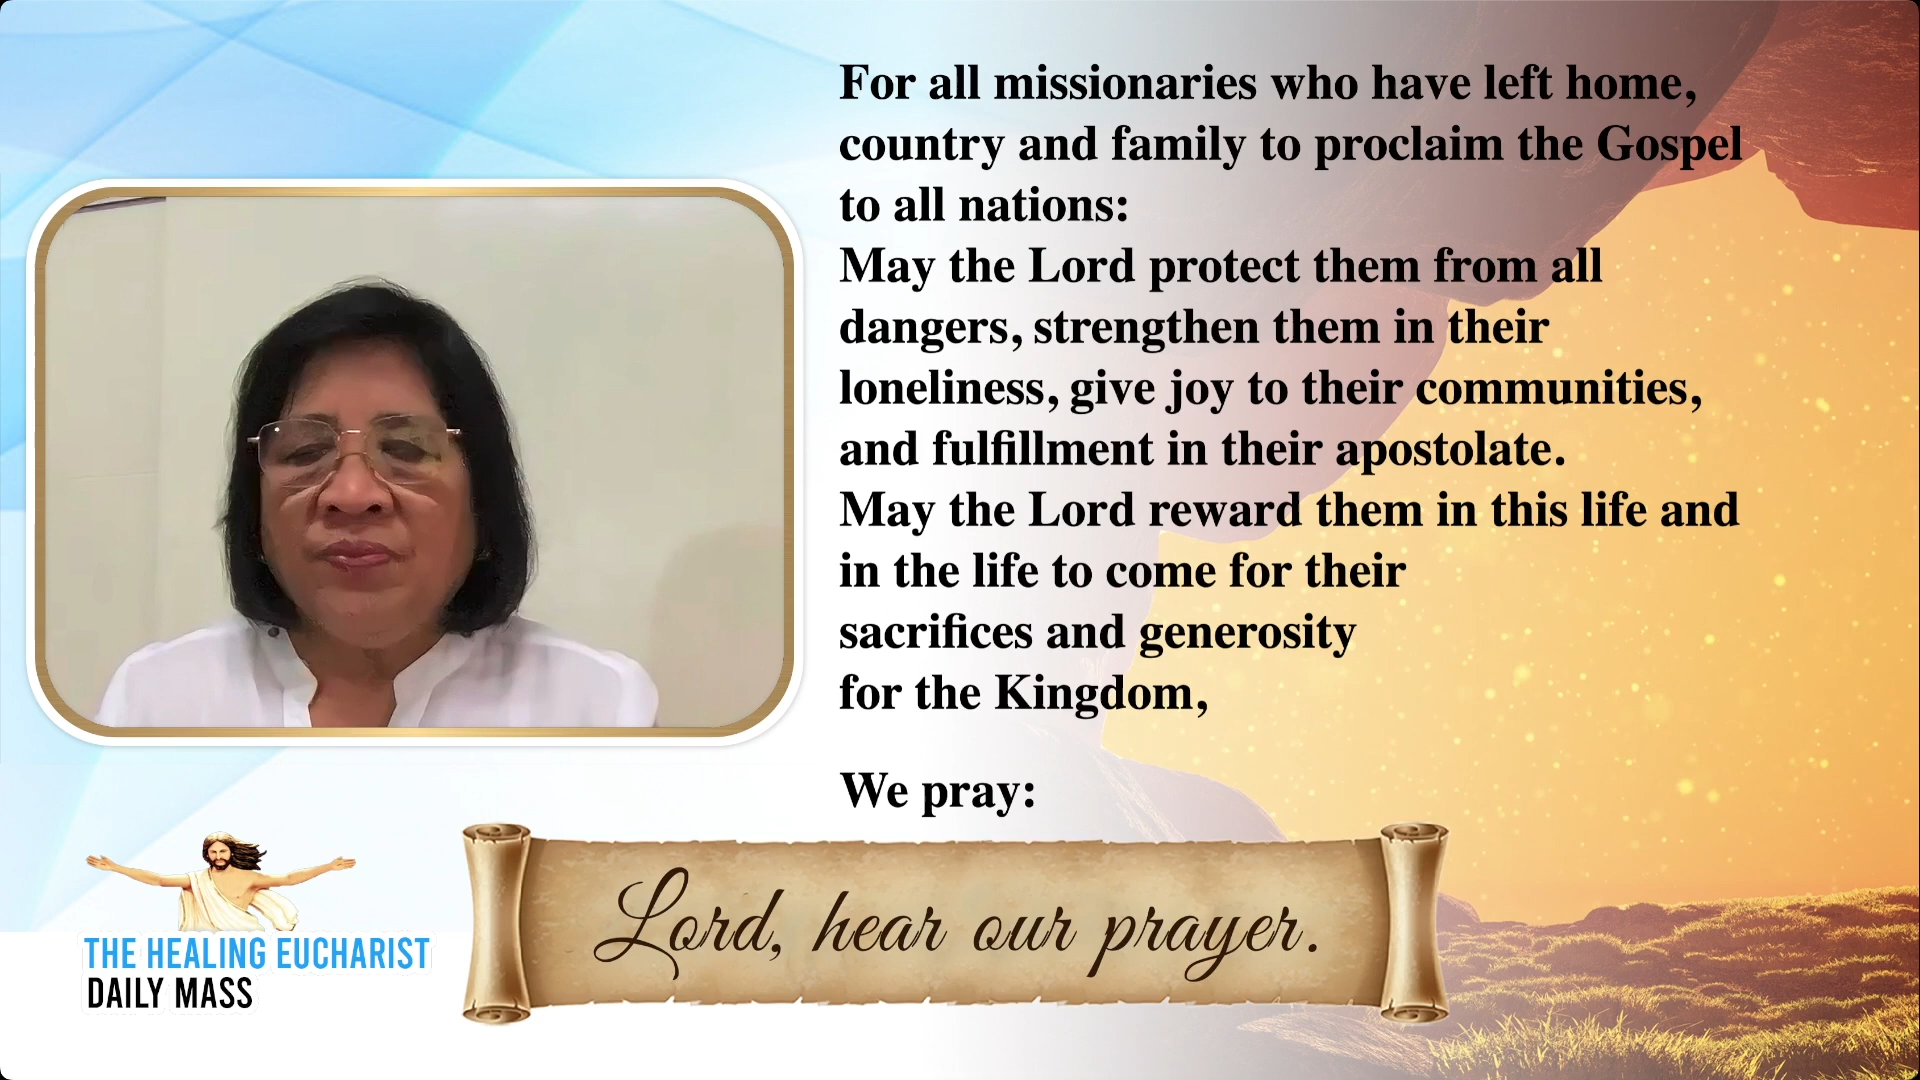 For all missionaries who have left home,
country and family to proclaim the Gospel
to all nations:
May the Lord protect them from all
dangers, strengthen them in their
loneliness, give joy to their communities,
and fulfillment in their apostolate.
May the Lord reward them in this life and
in the life to come for their
sacrifices and generosity
for the Kingdom,
We pray:
Lord, hear our prayer.
THE HEALING EUCHARIST
DAILY MASS